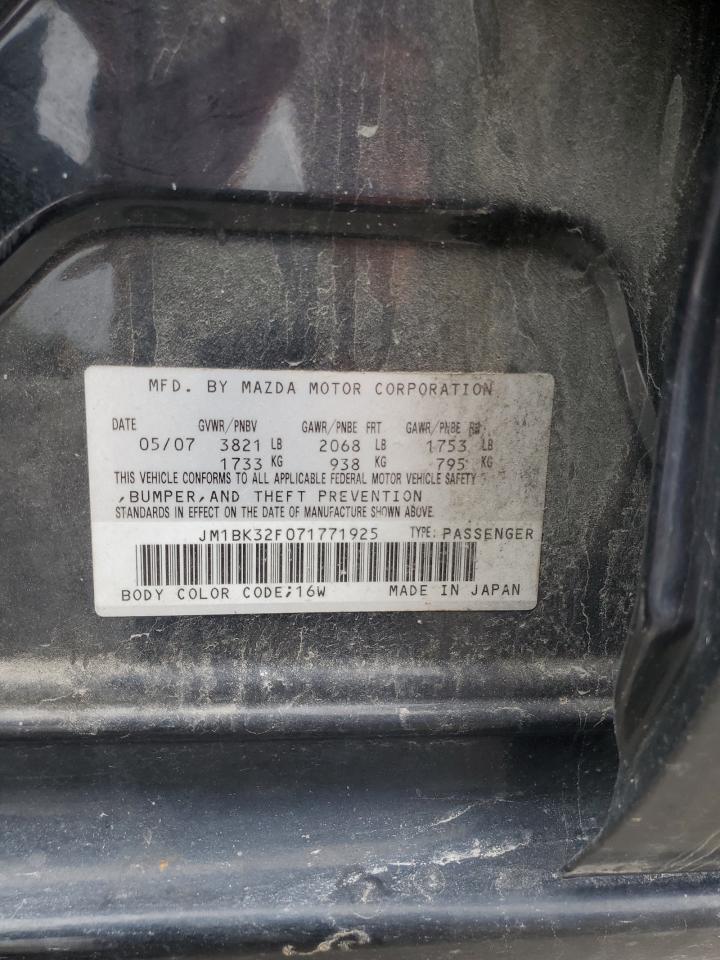 MFD. BY MAZDA MOTOR CORPORATION
DATE GVWR/PNBV GAWR/PNBE FRT GAWR/PNBE RR
05/07 3821 LB 2068 LB 1753 LB
1733 KG 938 KG 795 KG
THIS VEHICLE CONFORMS TO ALL APPLICABLE FEDERAL MOTOR VEHICLE SAFETY
,BUMPER,AND THEFT PREVENTION
STANDARDS IN EFFECT ON THE DATE OF MANUFACTURE SHOWN ABOVE.
JM1BK32F071771925 TYPE: PASSENGER
BODY COLOR CODE;16W MADE IN JAPAN